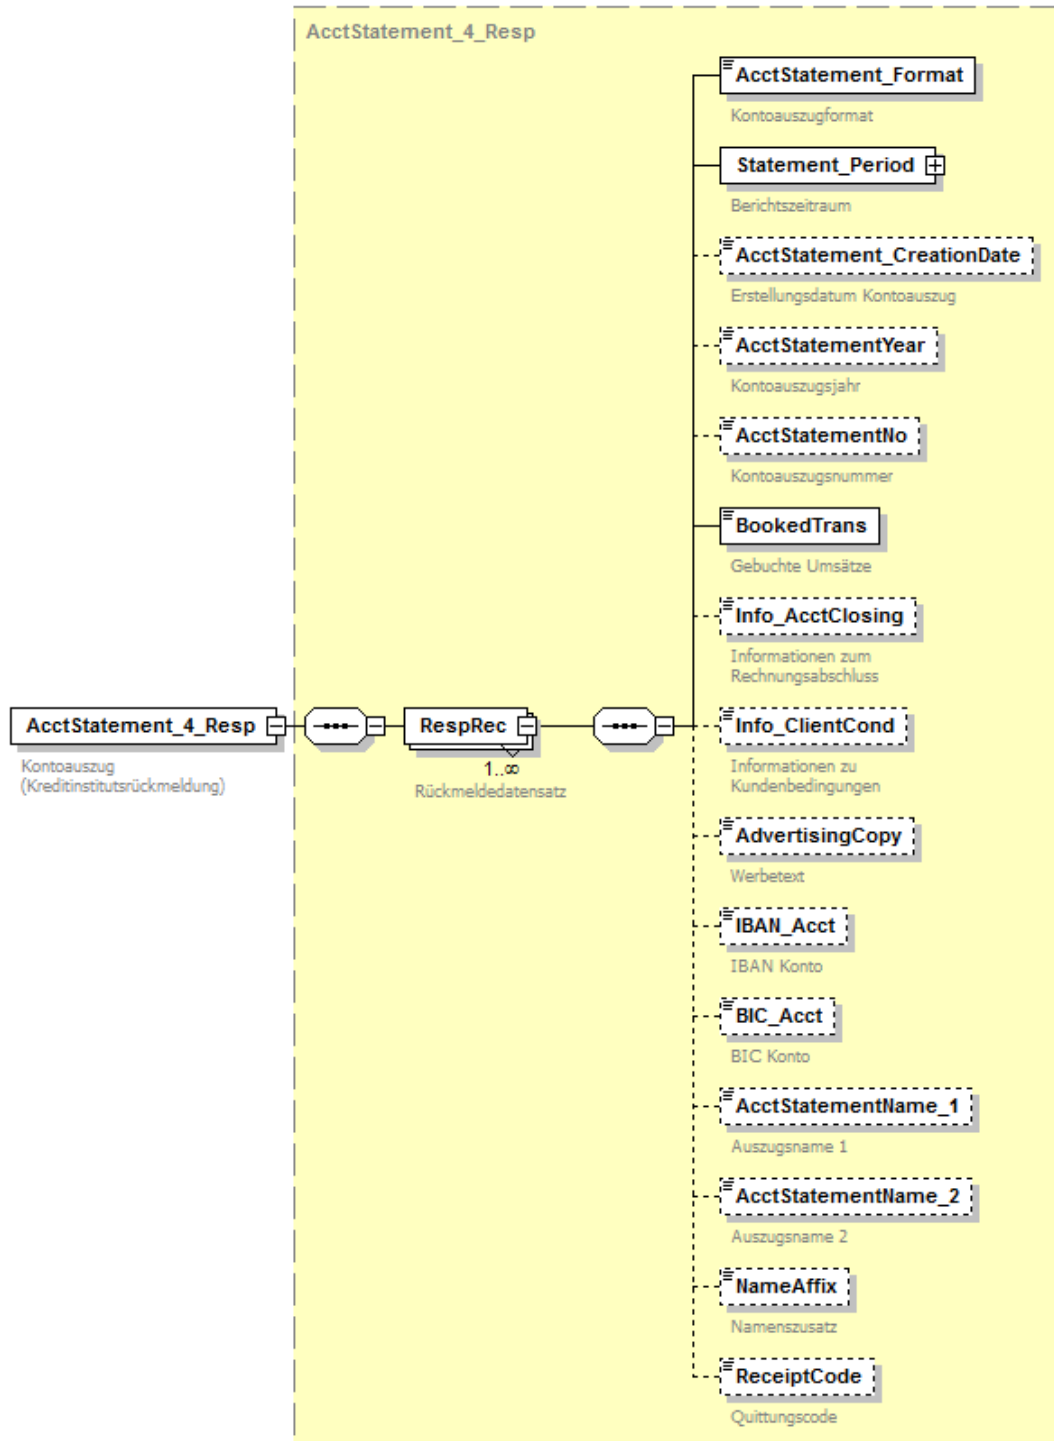 AcctStatement_4_Resp
AcctStatement_Format
Kontoauszugformat
Statement_Period
Berichtszeitraum
AcctStatement_CreationDate
Erstellungsdatum Kontoauszug
AcctStatementYear
Kontoauszugsjahr
AcctStatementNo
Kontoauszugsnummer
BookedTrans
Gebuchte Umsätze
Info_AcctClosing
Informationen zum
Rechnungsabschluss
AcctStatement_4_Resp
Kontoauszug
(Kreditinstitutsrückmeldung)
RespRec
1..∞
Rückmeldedatensatz
Info_ClientCond
Informationen zu
Kundenbedingungen
AdvertisingCopy
Werbetext
IBAN_Acct
IBAN Konto
BIC_Acct
BIC Konto
AcctStatementName_1
Auszugsname 1
AcctStatementName_2
Auszugsname 2
NameAffix
Namenszusatz
ReceiptCode
Quittungscode